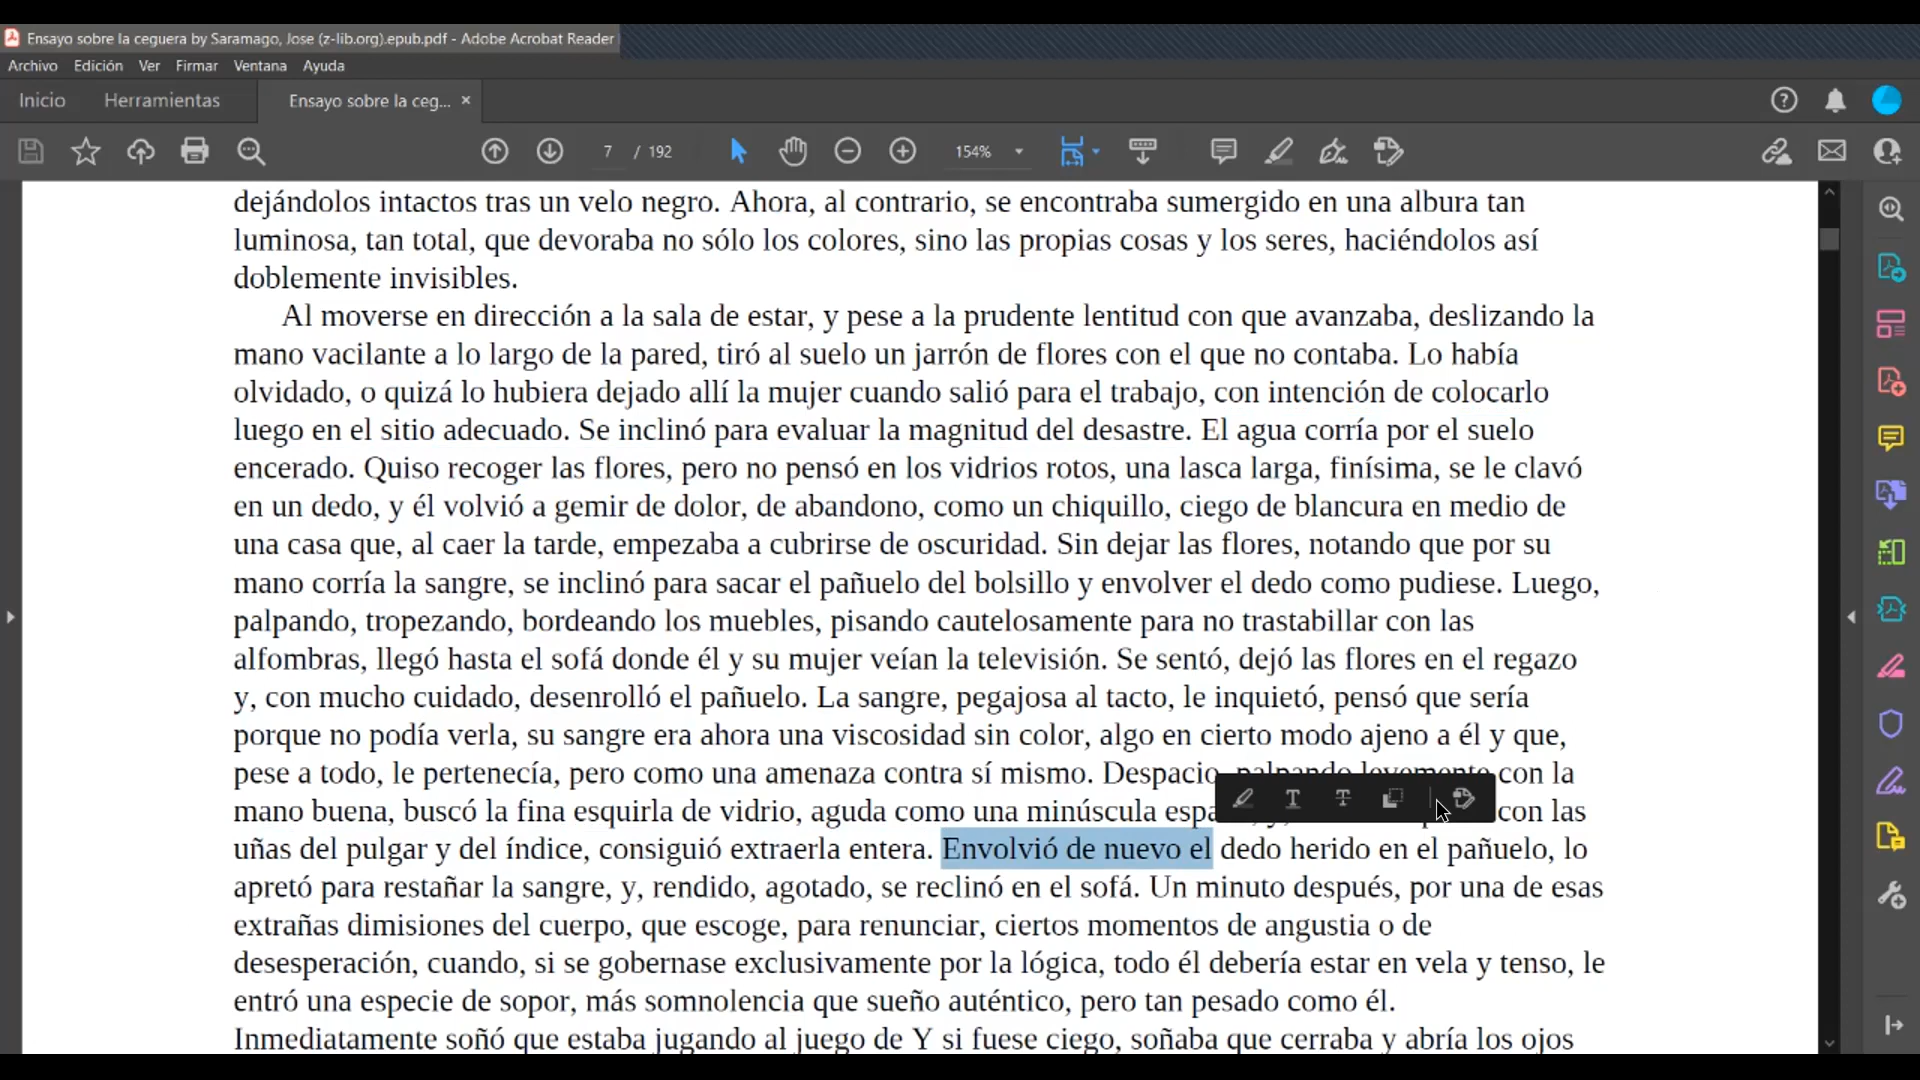 Ensayo sobre la ceguera by Saramago, Jose (z-lib.org).epub.pdf - Adobe Acrobat Reader
Archivo Edición Ver Firmar Ventana Ayuda
Inicio Herramientas Ensayo sobre la ceg... ×
7 / 192 154%
dejándolos intactos tras un velo negro. Ahora, al contrario, se encontraba sumergido en una albura tan
luminosa, tan total, que devoraba no sólo los colores, sino las propias cosas y los seres, haciéndolos así
doblemente invisibles.
Al moverse en dirección a la sala de estar, y pese a la prudente lentitud con que avanzaba, deslizando la
mano vacilante a lo largo de la pared, tiró al suelo un jarrón de flores con el que no contaba. Lo había
olvidado, o quizá lo hubiera dejado allí la mujer cuando salió para el trabajo, con intención de colocarlo
luego en el sitio adecuado. Se inclinó para evaluar la magnitud del desastre. El agua corría por el suelo
encerado. Quiso recoger las flores, pero no pensó en los vidrios rotos, una lasca larga, finísima, se le clavó
en un dedo, y él volvió a gemir de dolor, de abandono, como un chiquillo, ciego de blancura en medio de
una casa que, al caer la tarde, empezaba a cubrirse de oscuridad. Sin dejar las flores, notando que por su
mano corría la sangre, se inclinó para sacar el pañuelo del bolsillo y envolver el dedo como pudiese. Luego,
palpando, tropezando, bordeando los muebles, pisando cautelosamente para no trastabillar con las
alfombras, llegó hasta el sofá donde él y su mujer veían la televisión. Se sentó, dejó las flores en el regazo
y, con mucho cuidado, desenrolló el pañuelo. La sangre, pegajosa al tacto, le inquietó, pensó que sería
porque no podía verla, su sangre era ahora una viscosidad sin color, algo en cierto modo ajeno a él y que,
pese a todo, le pertenecía, pero como una amenaza contra sí mismo. Despacio, palpando levemente con la
mano buena, buscó la fina esquirla de vidrio, aguda como una minúscula con las
uñas del pulgar y del índice, consiguió extraerla entera. Envolvió de nuevo el dedo herido en el pañuelo, lo
apretó para restañar la sangre, y, rendido, agotado, se reclinó en el sofá. Un minuto después, por una de esas
extrañas dimisiones del cuerpo, que escoge, para renunciar, ciertos momentos de angustia o de
desesperación, cuando, si se gobernase exclusivamente por la lógica, todo él debería estar en vela y tenso, le
entró una especie de sopor, más somnolencia que sueño auténtico, pero tan pesado como él.
Inmediatamente soñó que estaba jugando al juego de Y si fuese ciego, soñaba que cerraba y abría los ojos